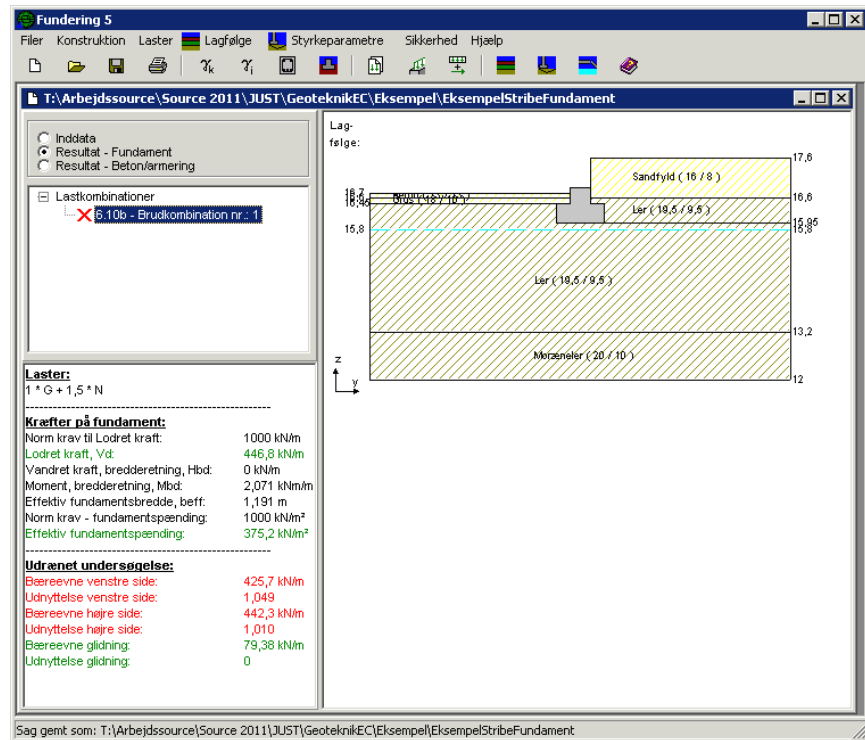 Fundering 5
Filer Konstruktion Laster Lagfølge Styrkeparametre Sikkerhed Hjælp
γk γi
T:\Arbejdssource\Source 2011\JUST\GeoteknikEC\Eksempel\EksempelStribeFundament
Inddata
Resultat - Fundament
Resultat - Beton/armering
Lastkombinationer
6.10b - Brudkombination nr.: 1
Laster:
1 * G + 1,5 * N
Kræfter på fundament:
Norm krav til Lodret kraft: 1000 kN/m
Lodret kraft, Vd: 446,8 kN/m
Vandret kraft, bredderetning, Hbd: 0 kN/m
Moment, bredderetning, Mbd: 2,071 kNm/m
Effektiv fundamentsbredde, beff: 1,191 m
Norm krav - fundamentspænding: 1000 kN/m²
Effektiv fundamentspænding: 375,2 kN/m²
Udrænet undersøgelse:
Bæreevne venstre side: 425,7 kN/m
Udnyttelse venstre side: 1,049
Bæreevne højre side: 442,3 kN/m
Udnyttelse højre side: 1,010
Bæreevne glidning: 79,38 kN/m
Udnyttelse glidning: 0
Lag-
følge:
17,6
Sandfyld ( 16 / 8 )
16,7
Grus ( 18 / 10 )
16,6
16,45
Ler ( 19,5 / 9,5 )
15,95
15,8
15,8
Ler ( 19,5 / 9,5 )
13,2
Moræneler ( 20 / 10 )
12
z
y
Sag gemt som: T:\Arbejdssource\Source 2011\JUST\GeoteknikEC\Eksempel\EksempelStribeFundament